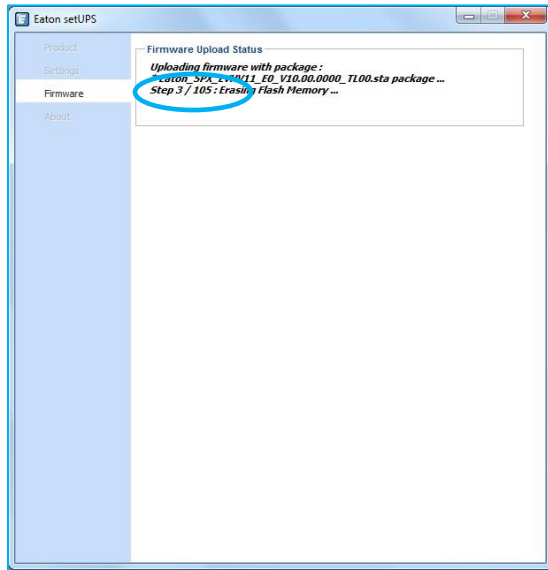 Eaton setUPS
Product
Settings
Firmware
About
Firmware Upload Status
Uploading firmware with package :
package ...
Step 3 / 105 : Erasing Flash Memory ...